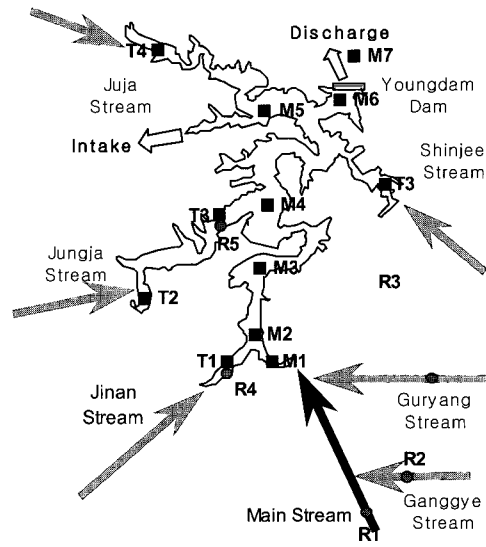 Discharge
T4
M7
Juja
Stream
M5
M6
Youngdam
Dam
Intake
Shinjee
Stream
T3
T3
M4
R5
Jungja
Stream
M3
R3
T2
M2
T1
M1
R4
Jinan
Stream
Guryang
Stream
R2
Main Stream
Ganggye
Stream
R1